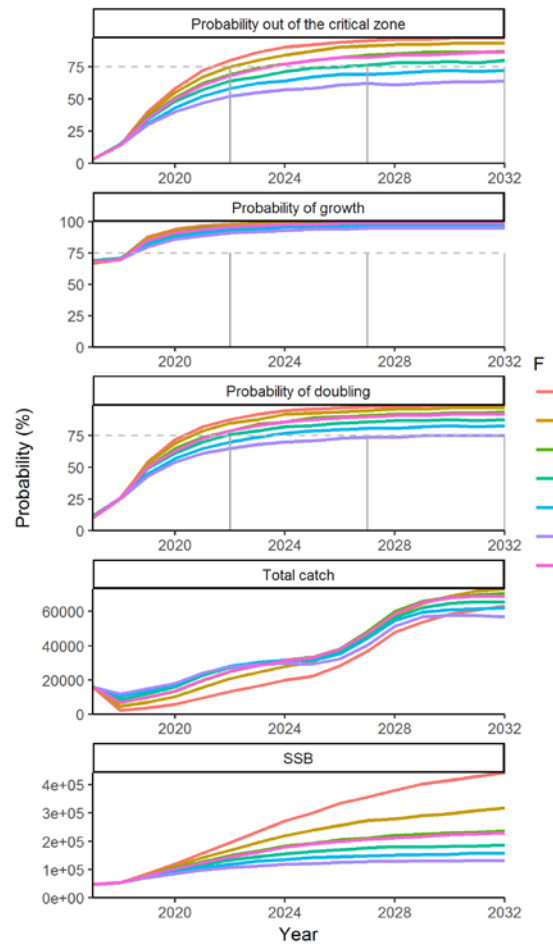 Probability out of the critical zone
75
50
25
0
2020 2024 2028 2032
Probability of growth
100
75
50
25
0
2020 2024 2028 2032
F
Probability of doubling
75
50
25
0
2020 2024 2028 2032
Probability (%)
Total catch
60000
40000
20000
0
2020 2024 2028 2032
SSB
4e+05
3e+05
2e+05
1e+05
0e+00
2020 2024 2028 2032
Year